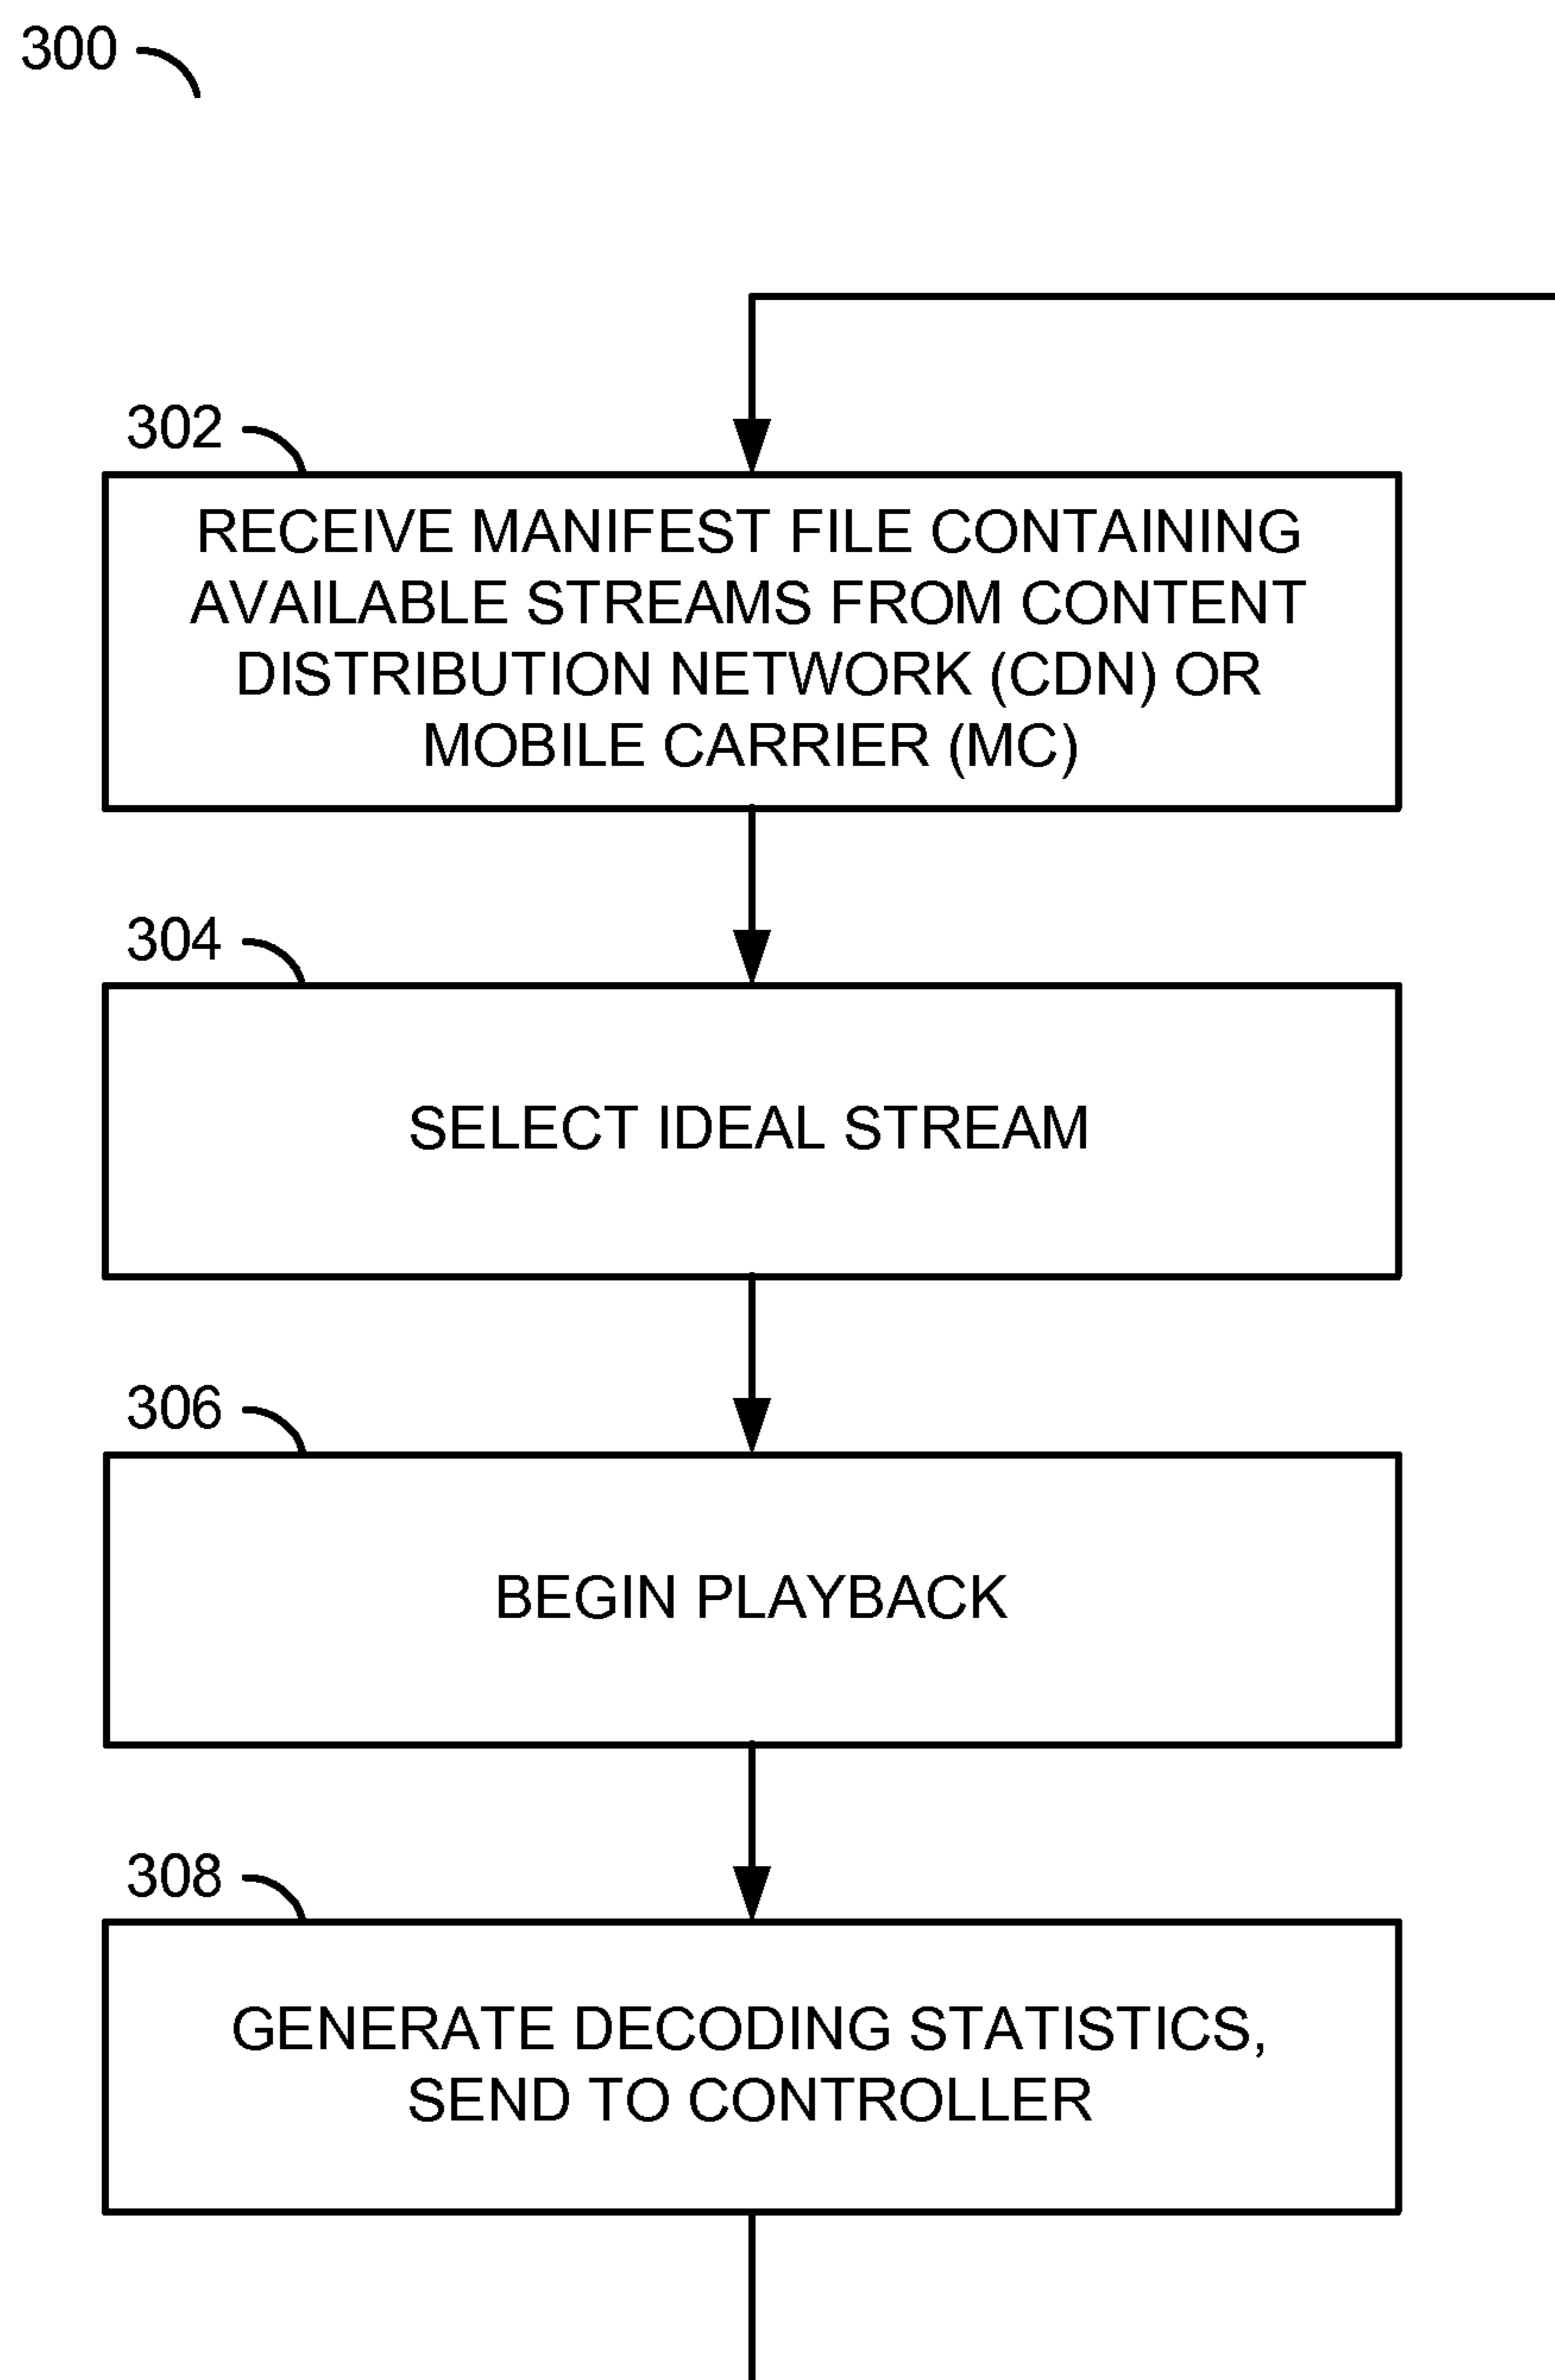 300
302
RECEIVE MANIFEST FILE CONTAINING
AVAILABLE STREAMS FROM CONTENT
DISTRIBUTION NETWORK (CDN) OR
MOBILE CARRIER (MC)
304
SELECT IDEAL STREAM
306
BEGIN PLAYBACK
308
GENERATE DECODING STATISTICS,
SEND TO CONTROLLER